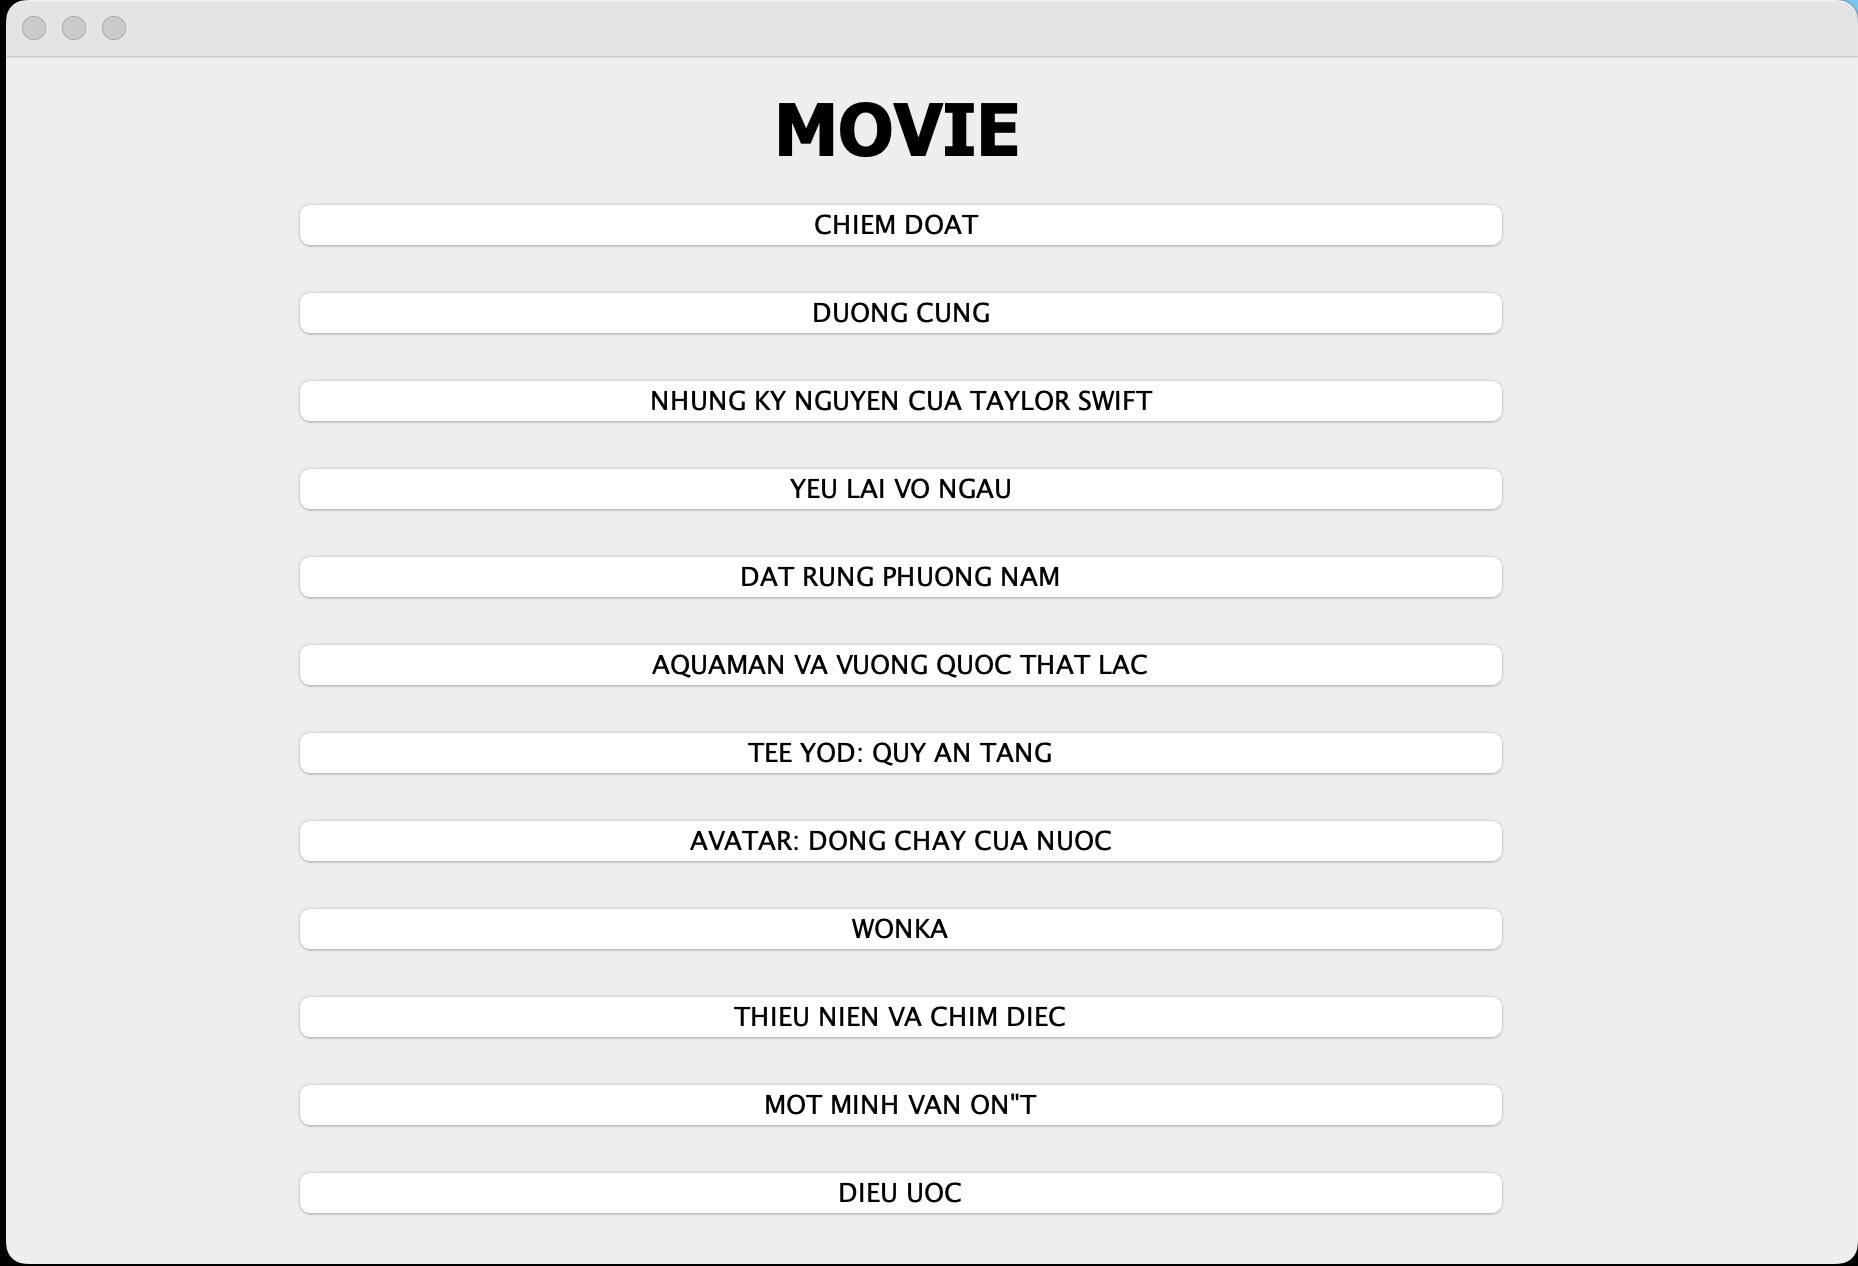 MOVIE
CHIEM DOAT
DUONG CUNG
NHUNG KY NGUYEN CUA TAYLOR SWIFT
YEU LAI VO NGAU
DAT RUNG PHUONG NAM
AQUAMAN VA VUONG QUOC THAT LAC
TEE YOD: QUY AN TANG
AVATAR: DONG CHAY CUA NUOC
WONKA
THIEU NIEN VA CHIM DIEC
MOT MINH VAN ON"T
DIEU UOC